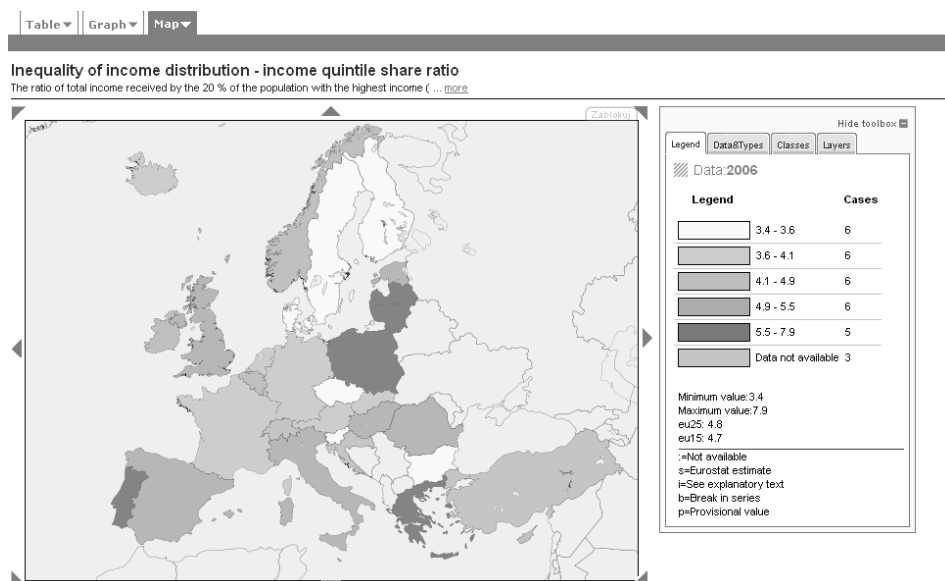 Table Graph Map
Inequality of income distribution - income quintile share ratio
The ratio of total income received by the 20 % of the population with the highest income ( ... more
Zablokuj
Hide toolbox
Legend Data&Types Classes Layers
Data:2006
Legend Cases
3.4 - 3.6 6
3.6 - 4.1 6
4.1 - 4.9 6
4.9 - 5.5 6
5.5 - 7.9 5
Data not available 3
Minimum value:3.4
Maximum value:7.9
eu25: 4.8
eu15: 4.7
:=Not available
s=Eurostat estimate
i=See explanatory text
b=Break in series
p=Provisional value